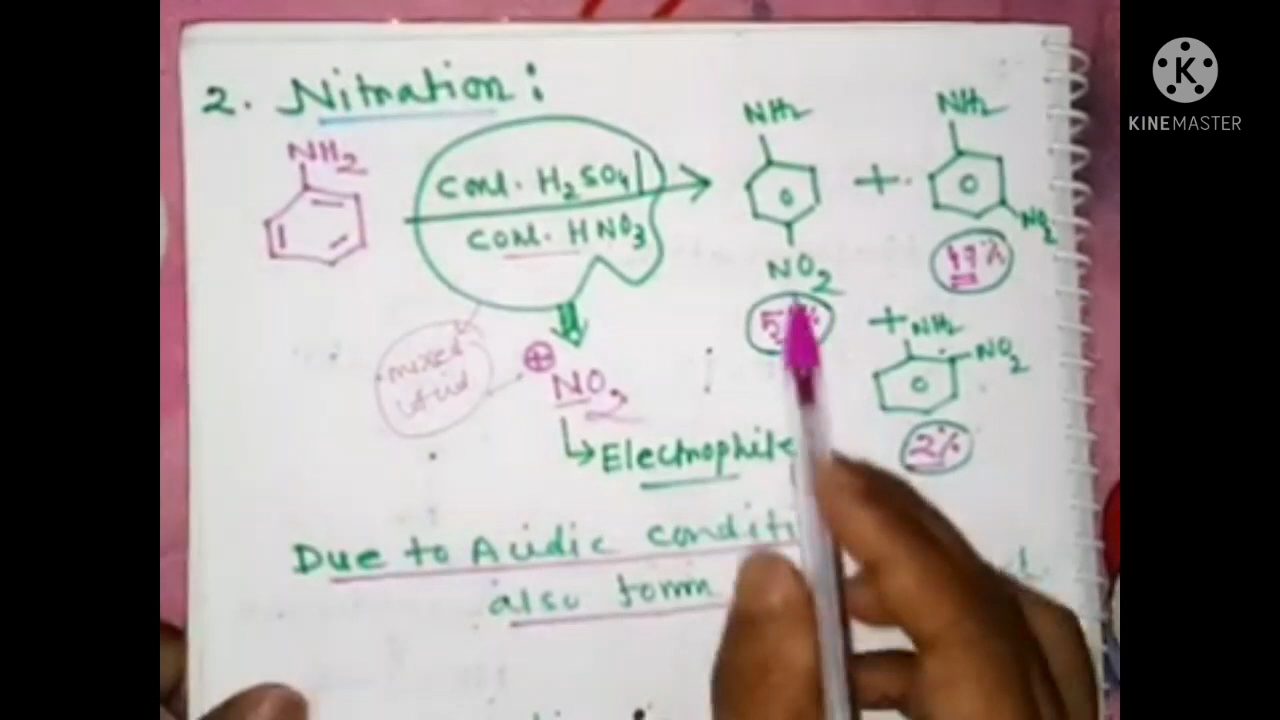 2. Nitration:
NH2
conc. H2SO4
conc. HNO3
NH2
NO2
+
NH2
NO2
47%
+
NH2
NO2
2%
mixed
acid
⊕
NO2
Electrophile
Due to Acidic
also form
KINEMASTER